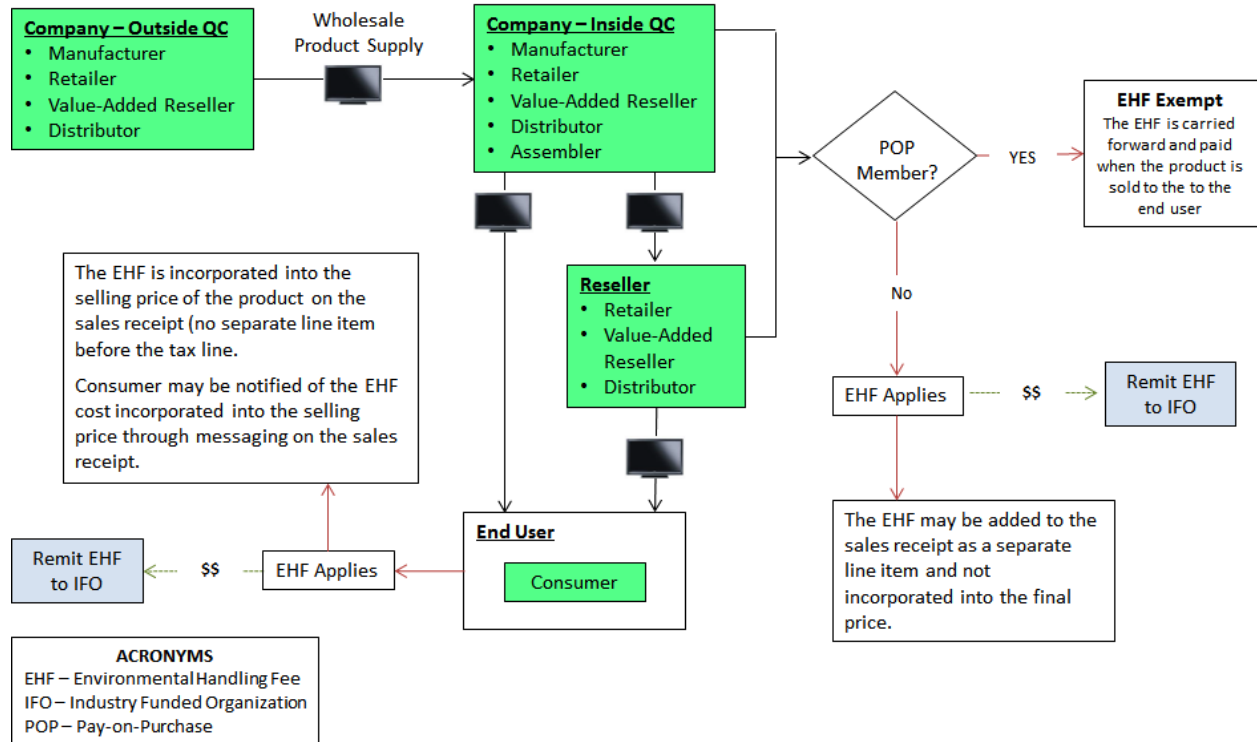 Company – Outside QC
• Manufacturer
• Retailer
• Value-Added Reseller
• Distributor
Wholesale
Product Supply
Company – Inside QC
• Manufacturer
• Retailer
• Value-Added Reseller
• Distributor
• Assembler
POP
Member?
YES
EHF Exempt
The EHF is carried
forward and paid
when the product is
sold to the to the
end user
The EHF is incorporated into the
selling price of the product on the
sales receipt (no separate line item
before the tax line.
Consumer may be notified of the EHF
cost incorporated into the selling
price through messaging on the sales
receipt.
Reseller
• Retailer
• Value-Added
Reseller
• Distributor
No
EHF Applies
$$
Remit EHF
to IFO
The EHF may be added to the
sales receipt as a separate
line item and not
incorporated into the final
price.
End User
Consumer
EHF Applies
$$
Remit EHF
to IFO
ACRONYMS
EHF – Environmental Handling Fee
IFO – Industry Funded Organization
POP – Pay-on-Purchase